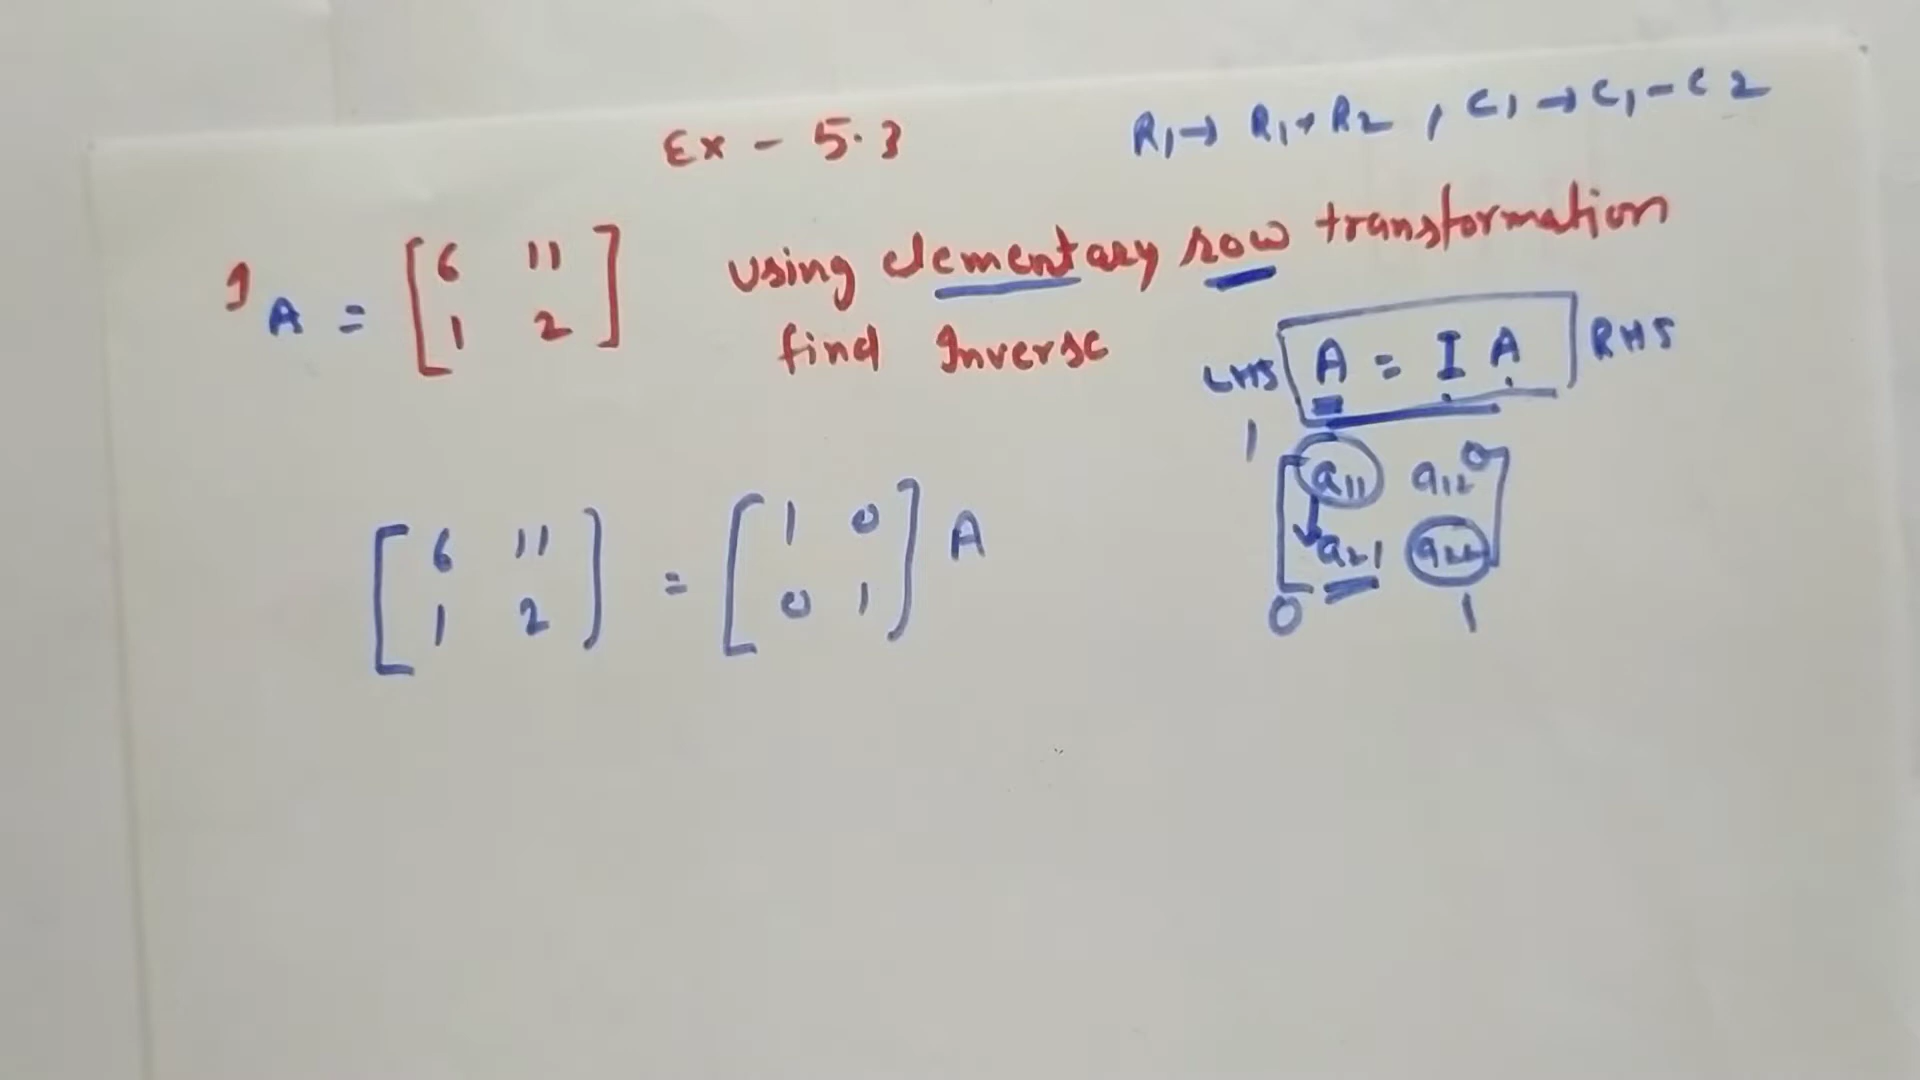 Ex - 5.3
R1→ R1+R2 , C1→C1-C2
1 A = [6 11
1 2] using elementary row transformation
find Inverse
LHS A = I A RHS
1
[a11 a12 0
a21 a22]
0 1
[6 11
1 2] = [1 0
0 1] A